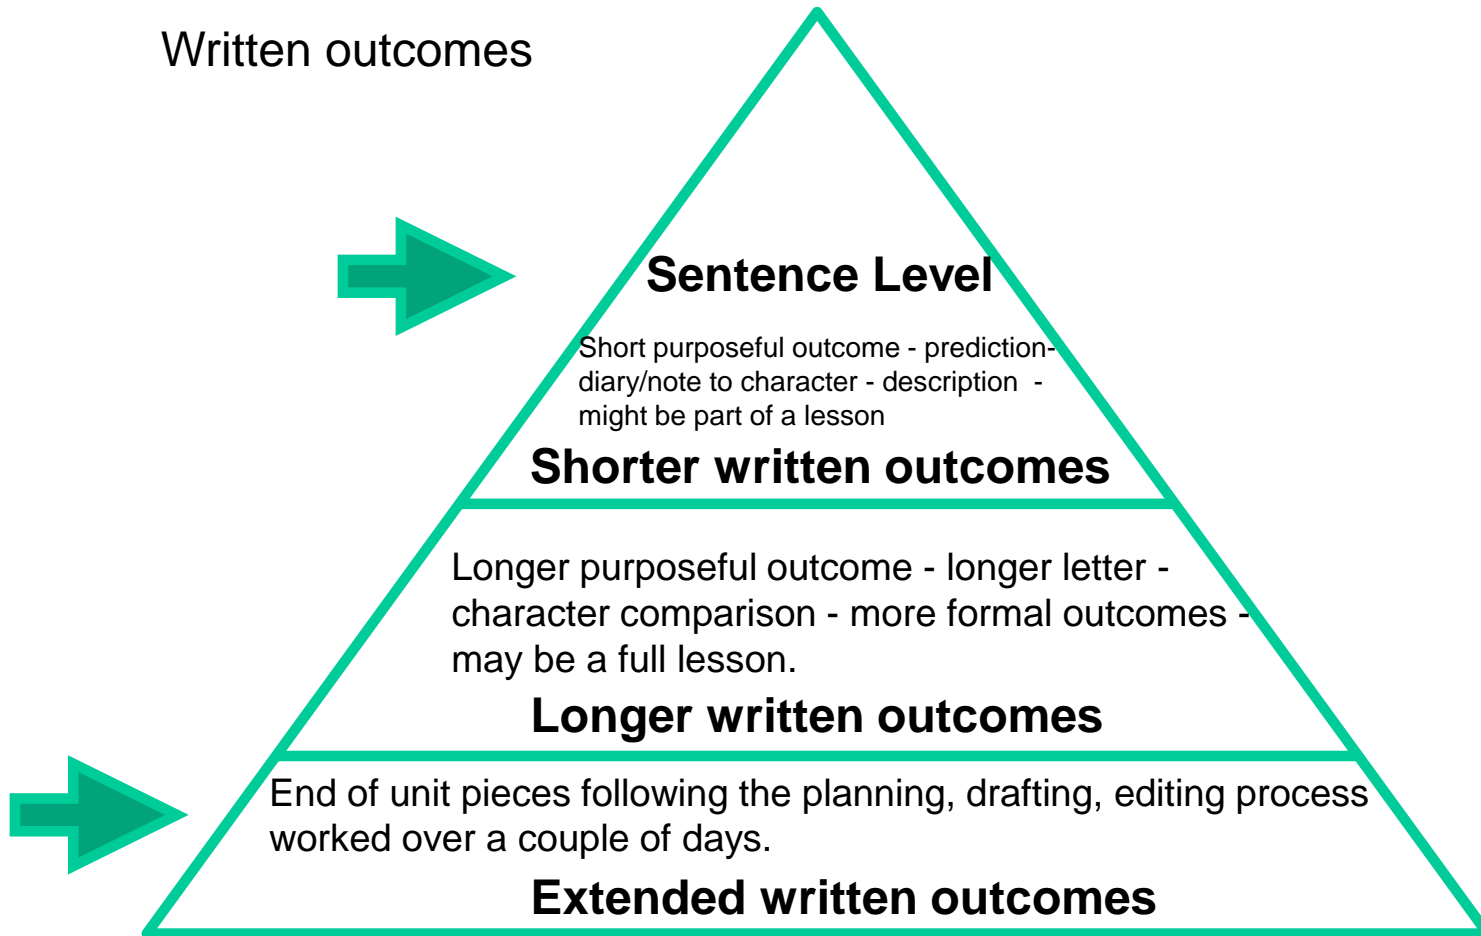 Written outcomes
Sentence Level
Short purposeful outcome - prediction-
diary/note to character - description  -
might be part of a lesson
Shorter written outcomes
Longer purposeful outcome - longer letter -
character comparison - more formal outcomes -
may be a full lesson.
Longer written outcomes
End of unit pieces following the planning, drafting, editing process
worked over a couple of days.
Extended written outcomes